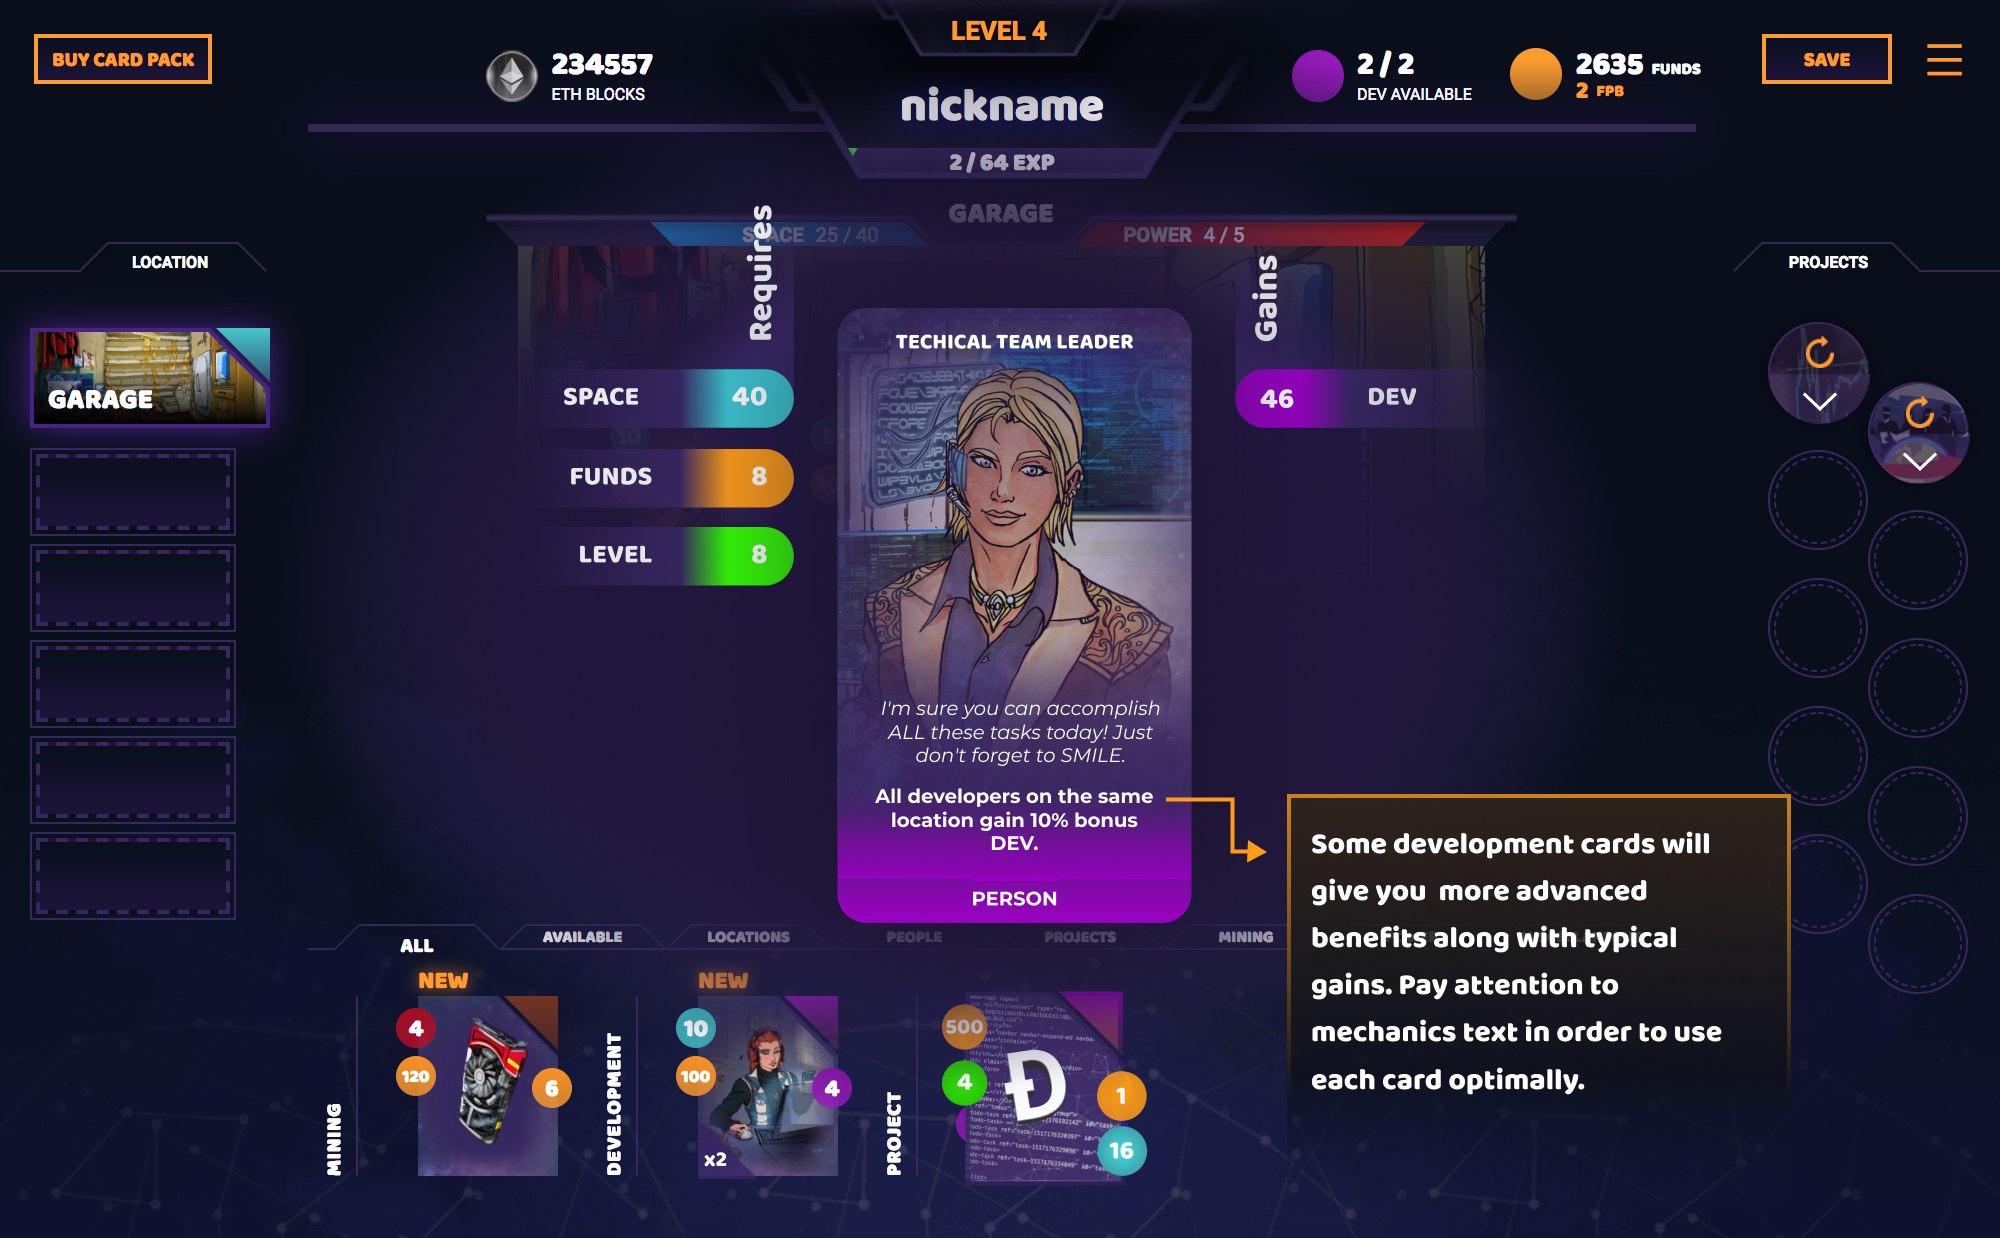 LEVEL 4
BUY CARD PACK
234557
ETH BLOCKS
nickname
2 / 2
DEV AVAILABLE
2635 FUNDS
2 FPB
SAVE
2 / 64 EXP
GARAGE
SPACE 25 / 40
POWER 4 / 5
LOCATION
PROJECTS
GARAGE
Requires
SPACE 40
FUNDS 8
LEVEL 8
Gains
46 DEV
TECHICAL TEAM LEADER
I'm sure you can accomplish
ALL these tasks today! Just
don't forget to SMILE.
All developers on the same
location gain 10% bonus
DEV.
PERSON
Some development cards will
give you more advanced
benefits along with typical
gains. Pay attention to
mechanics text in order to use
each card optimally.
ALL
AVAILABLE
LOCATIONS
PEOPLE
PROJECTS
MINING
MINING
NEW
4
120
6
DEVELOPMENT
NEW
10
100
4
x2
PROJECT
500
4
1
16